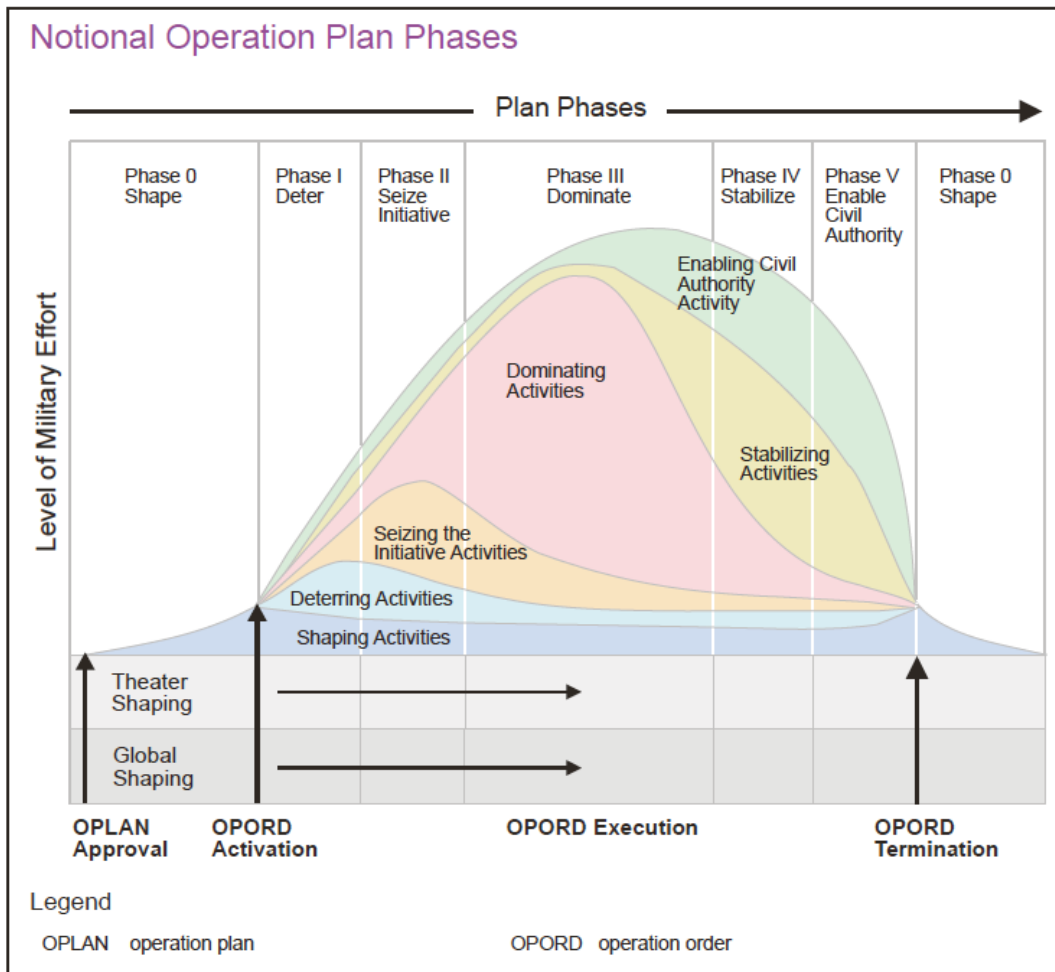 Notional Operation Plan Phases
Plan Phases
Phase 0
Shape
Phase I
Deter
Phase II
Seize
Initiative
Phase III
Dominate
Phase IV
Stabilize
Phase V
Enable
Civil
Authority
Phase 0
Shape
Level of Military Effort
Enabling Civil
Authority
Activity
Dominating
Activities
Stabilizing
Activities
Seizing the
Initiative Activities
Deterring Activities
Shaping Activities
Theater
Shaping
Global
Shaping
OPLAN
Approval
OPORD
Activation
OPORD Execution
OPORD
Termination
Legend
OPLAN operation plan
OPORD operation order